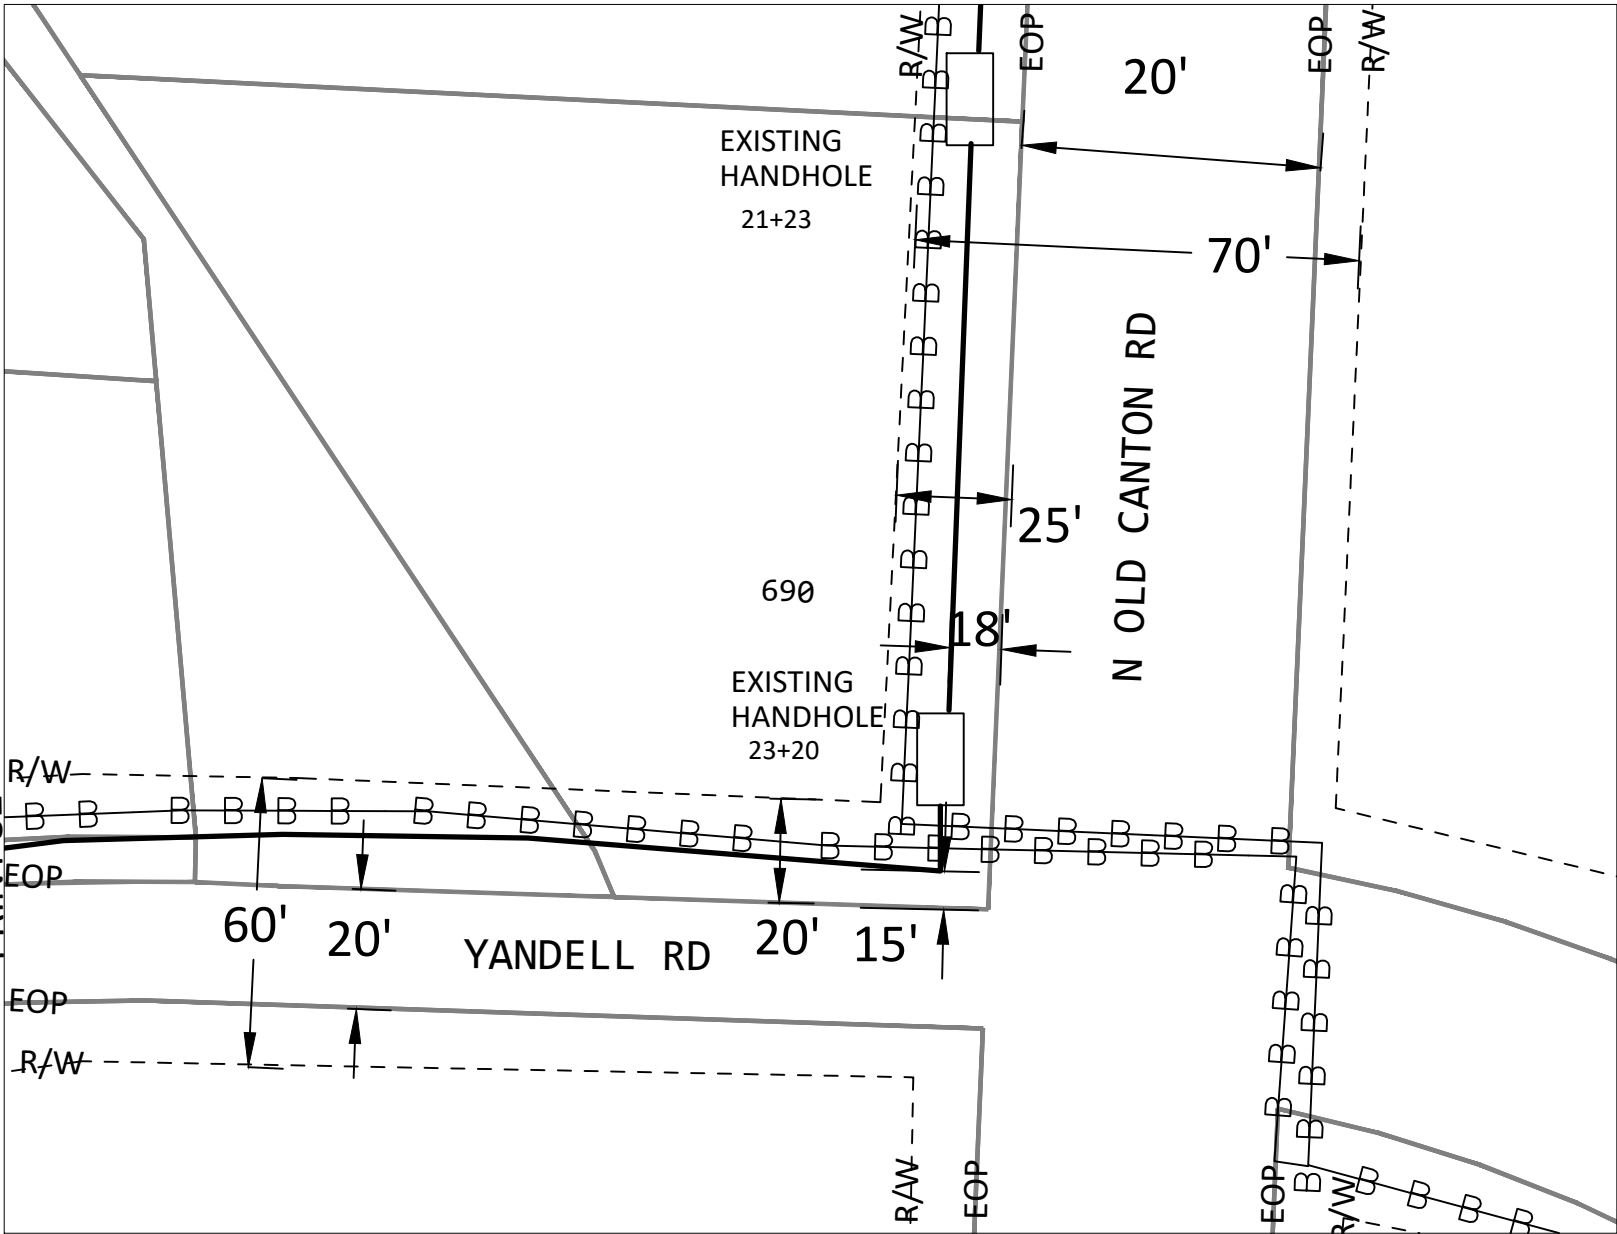 R/W
EOP
EOP
R/W
20'
EXISTING
HANDHOLE
21+23
70'
N OLD CANTON RD
25'
690
18'
EXISTING
HANDHOLE
23+20
R/W
EOP
60'
20'
YANDELL RD
20'
15'
EOP
R/W
R/W
EOP
EOP
R/W
B B B B B B B B B B B B B B B B
B B B B B B B B B B B B B B B B B B B B B B
B B B B B B B
B B B B B
B B B B B B
B B B B